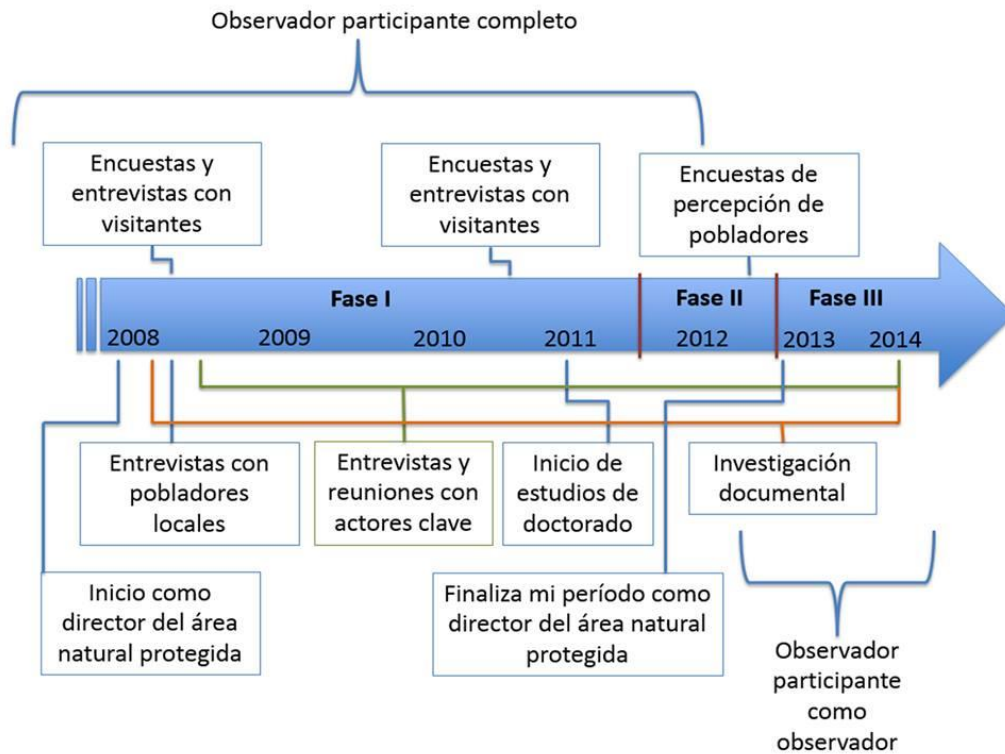 Observador participante completo
Encuestas y
entrevistas con
visitantes
Encuestas y
entrevistas con
visitantes
Encuestas de
percepción de
pobladores
Fase I
Fase II
Fase III
2008
2009
2010
2011
2012
2013
2014
Entrevistas con
pobladores
locales
Entrevistas y
reuniones con
actores clave
Inicio de
estudios de
doctorado
Investigación
documental
Inicio como
director del área
natural protegida
Finaliza mi período como
director del área natural
protegida
Observador
participante
como
observador